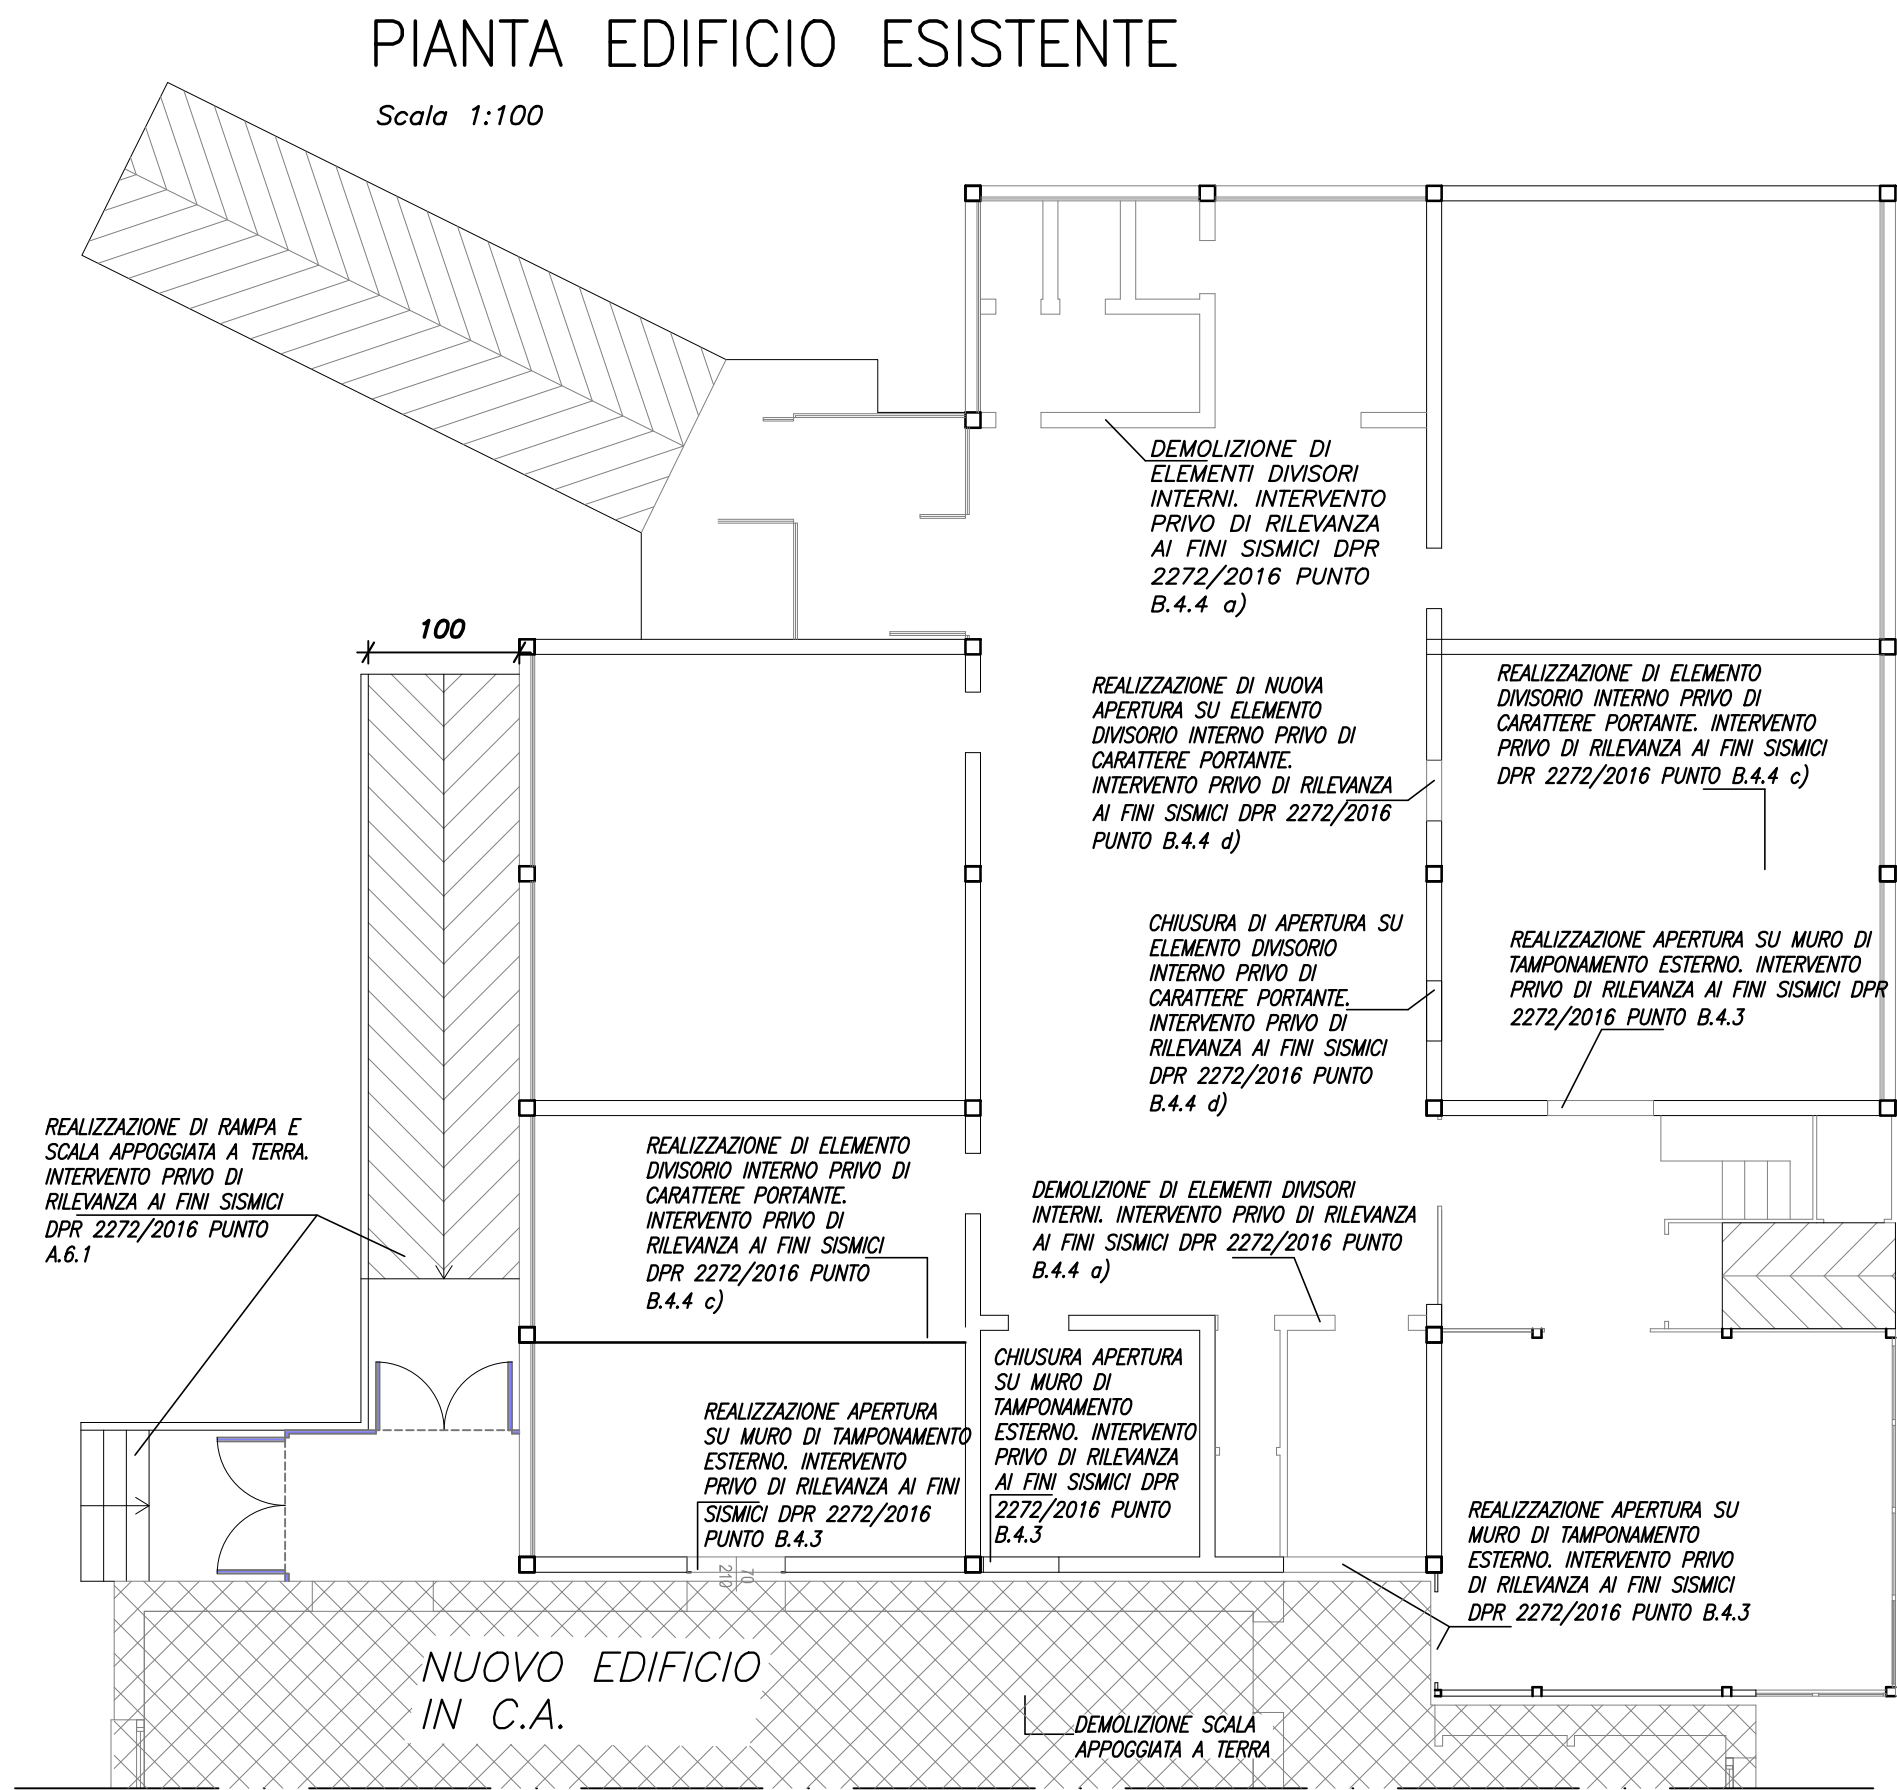 PIANTA EDIFICIO ESISTENTE
Scala 1:100
DEMOLIZIONE DI
ELEMENTI DIVISORI
INTERNI. INTERVENTO
PRIVO DI RILEVANZA
AI FINI SISMICI DPR
2272/2016 PUNTO
B.4.4 a)
100
REALIZZAZIONE DI NUOVA
APERTURA SU ELEMENTO
DIVISORIO INTERNO PRIVO DI
CARATTERE PORTANTE.
INTERVENTO PRIVO DI RILEVANZA
AI FINI SISMICI DPR 2272/2016
PUNTO B.4.4 d)
REALIZZAZIONE DI ELEMENTO
DIVISORIO INTERNO PRIVO DI
CARATTERE PORTANTE. INTERVENTO
PRIVO DI RILEVANZA AI FINI SISMICI
DPR 2272/2016 PUNTO B.4.4 c)
CHIUSURA DI APERTURA SU
ELEMENTO DIVISORIO
INTERNO PRIVO DI
CARATTERE PORTANTE.
INTERVENTO PRIVO DI
RILEVANZA AI FINI SISMICI
DPR 2272/2016 PUNTO
B.4.4 d)
REALIZZAZIONE APERTURA SU MURO DI
TAMPONAMENTO ESTERNO. INTERVENTO
PRIVO DI RILEVANZA AI FINI SISMICI DPR
2272/2016 PUNTO B.4.3
REALIZZAZIONE DI RAMPA E
SCALA APPOGGIATA A TERRA.
INTERVENTO PRIVO DI
RILEVANZA AI FINI SISMICI
DPR 2272/2016 PUNTO
A.6.1
REALIZZAZIONE DI ELEMENTO
DIVISORIO INTERNO PRIVO DI
CARATTERE PORTANTE.
INTERVENTO PRIVO DI
RILEVANZA AI FINI SISMICI
DPR 2272/2016 PUNTO
B.4.4 c)
DEMOLIZIONE DI ELEMENTI DIVISORI
INTERNI. INTERVENTO PRIVO DI RILEVANZA
AI FINI SISMICI DPR 2272/2016 PUNTO
B.4.4 a)
REALIZZAZIONE APERTURA
SU MURO DI TAMPONAMENTO
ESTERNO. INTERVENTO
PRIVO DI RILEVANZA AI FINI
SISMICI DPR 2272/2016
PUNTO B.4.3
CHIUSURA APERTURA
SU MURO DI
TAMPONAMENTO
ESTERNO. INTERVENTO
PRIVO DI RILEVANZA
AI FINI SISMICI DPR
2272/2016 PUNTO
B.4.3
REALIZZAZIONE APERTURA SU
MURO DI TAMPONAMENTO
ESTERNO. INTERVENTO PRIVO
DI RILEVANZA AI FINI SISMICI
DPR 2272/2016 PUNTO B.4.3
70
210
NUOVO EDIFICIO
IN C.A.
DEMOLIZIONE SCALA
APPOGGIATA A TERRA